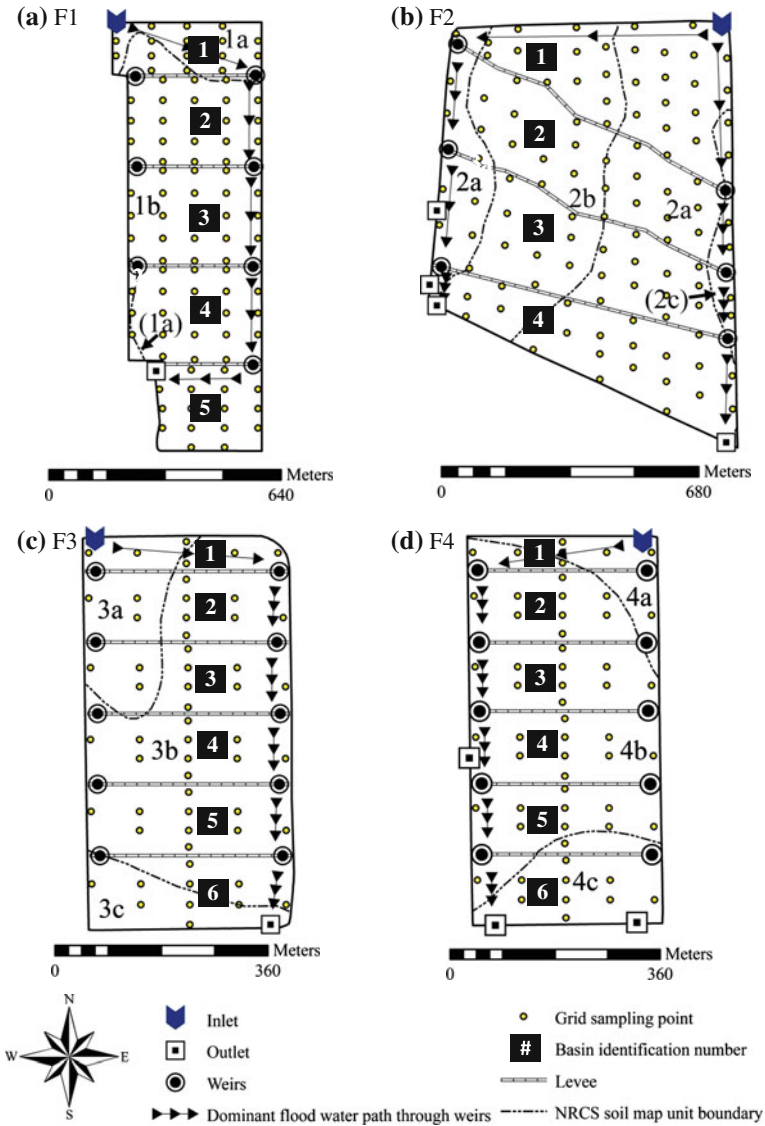 (a) F1
1
1a
2
1b
3
4
(1a)
5
Meters
0
640
(b) F2
1
2
2a
2b
2a
3
(2c)
4
Meters
0
680
(c) F3
1
3a
2
3
3b
4
5
6
3c
Meters
0
360
(d) F4
1
4a
2
3
4
4b
5
6
4c
Meters
0
360
N
W
E
S
Inlet
Outlet
Weirs
Dominant flood water path through weirs
Grid sampling point
# Basin identification number
Levee
NRCS soil map unit boundary